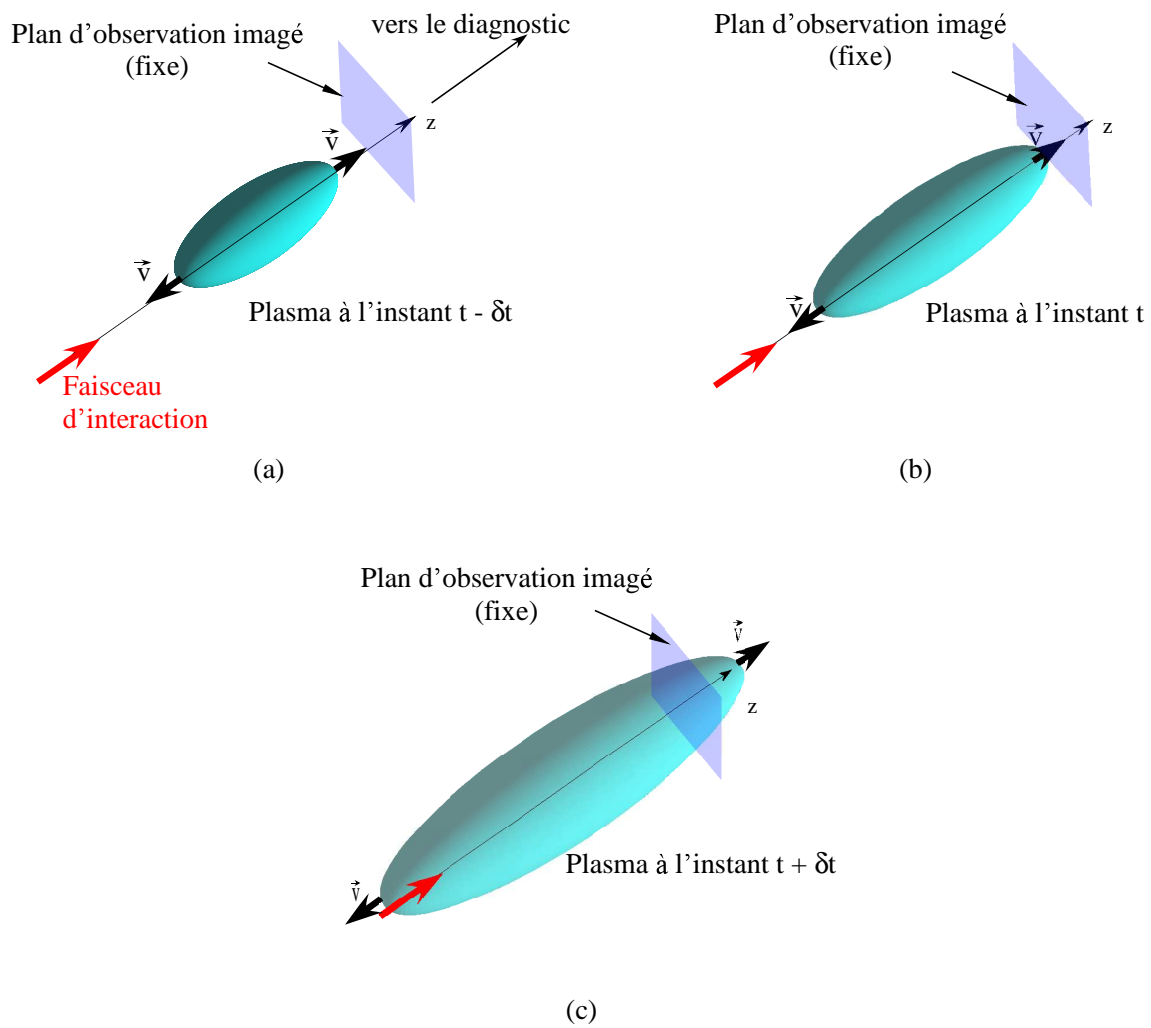 Plan d'observation imagé
(fixe)
vers le diagnostic
z
v
v
Plasma à l'instant t - δt
Faisceau
d'interaction
(a)
Plan d'observation imagé
(fixe)
z
v
v
Plasma à l'instant t
(b)
Plan d'observation imagé
(fixe)
v
z
Plasma à l'instant t + δt
v
(c)